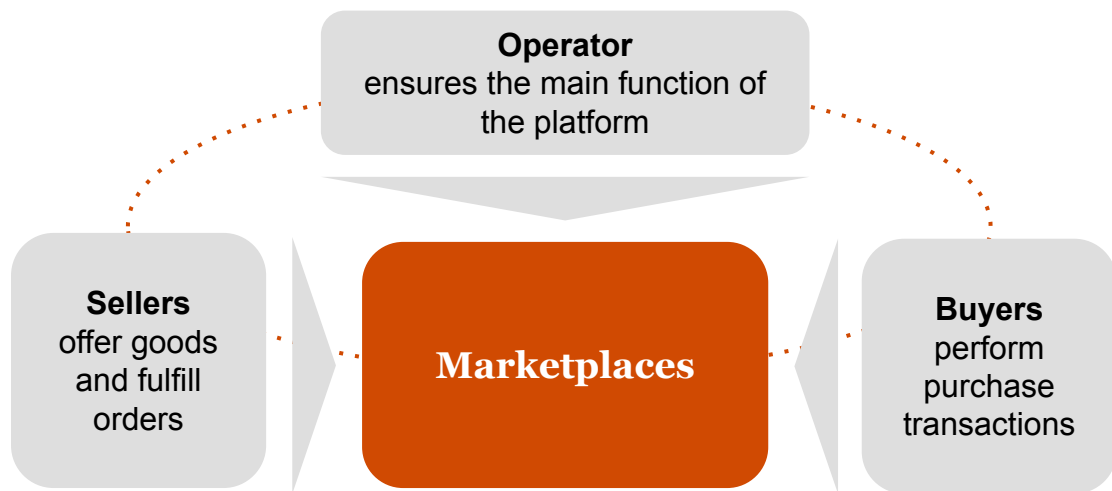 Operator
ensures the main function of
the platform
Sellers
offer goods
and fulfill
orders
Marketplaces
Buyers
perform
purchase
transactions